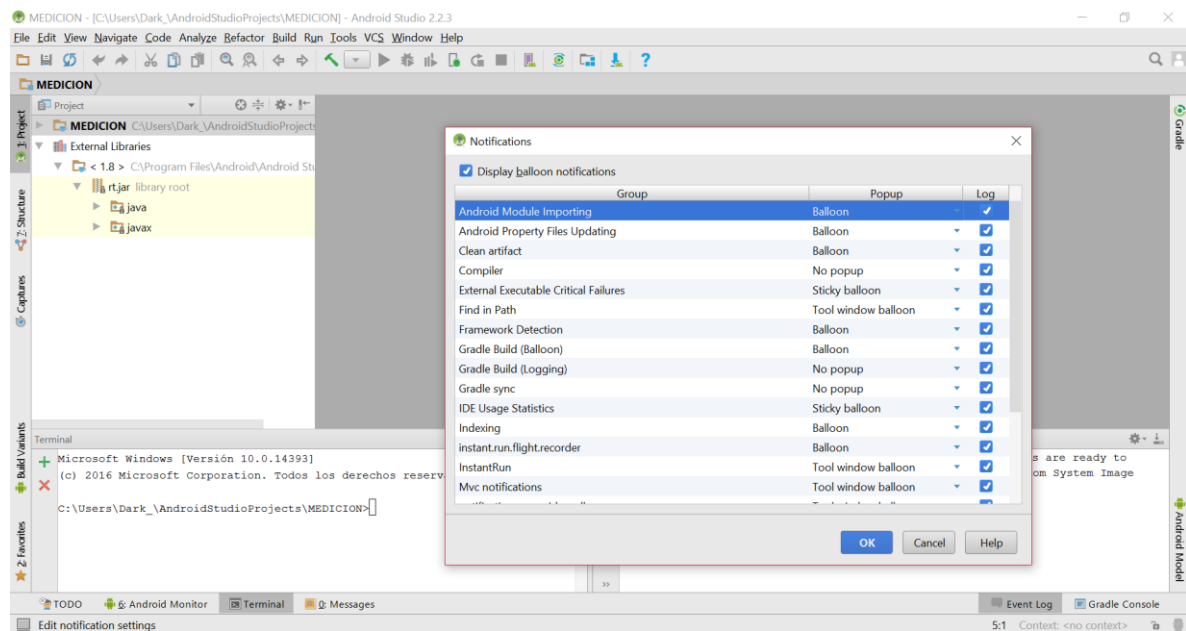 MEDICION - [C:\Users\Dark_\AndroidStudioProjects\MEDICION] - Android Studio 2.2.3
File Edit View Navigate Code Analyze Refactor Build Run Tools VCS Window Help
MEDICION
Project
MEDICION C:\Users\Dark_\AndroidStudioProjects
External Libraries
< 1.8 > C:\Program Files\Android\Android Stu
rt.jar library root
java
javax
1: Project
7: Structure
Captures
Build Variants
2: Favorites
Gradle
Android Model
Notifications
Display balloon notifications
Group Popup Log
Android Module Importing Balloon
Android Property Files Updating Balloon
Clean artifact Balloon
Compiler No popup
External Executable Critical Failures Sticky balloon
Find in Path Tool window balloon
Framework Detection Balloon
Gradle Build (Balloon) Balloon
Gradle Build (Logging) No popup
Gradle sync No popup
IDE Usage Statistics Sticky balloon
Indexing Balloon
instant.run.flight.recorder Balloon
InstantRun Tool window balloon
Mvc notifications Tool window balloon
OK Cancel Help
Terminal
Microsoft Windows [Versión 10.0.14393]
(c) 2016 Microsoft Corporation. Todos los derechos reserv
C:\Users\Dark_\AndroidStudioProjects\MEDICION>
s are ready to
om System Image
TODO 6: Android Monitor Terminal 0: Messages Event Log Gradle Console
Edit notification settings 5:1 Context: <no context>